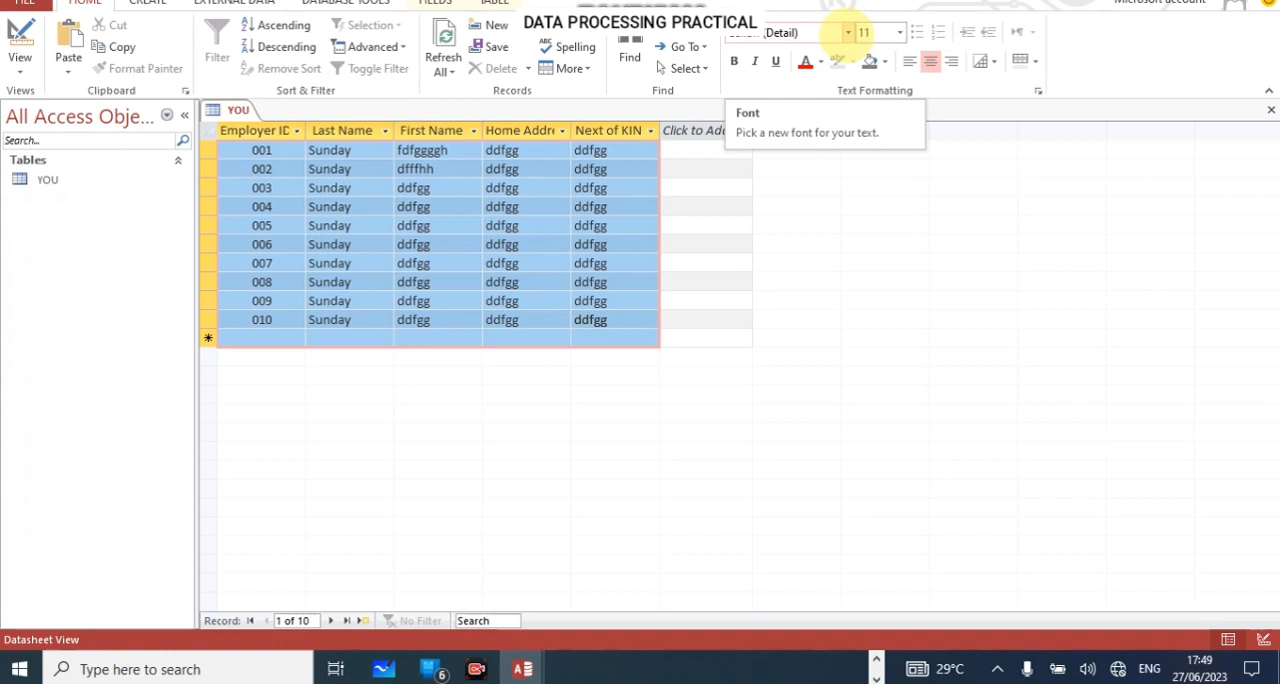 FILE HOME CREATE EXTERNAL DATA DATABASE TOOLS FIELDS TABLE Microsoft account
DATA PROCESSING PRACTICAL
View
Views
Paste
Cut
Copy
Format Painter
Clipboard
Filter
Ascending
Descending
Remove Sort
Selection
Advanced
Toggle Filter
Sort & Filter
Refresh
All
New
Save
Delete
Spelling
More
Records
Find
Go To
Select
Find
(Detail) 11
B I U A
Text Formatting
Font
Pick a new font for your text.
All Access Obje...
Search...
Tables
YOU
YOU
Employer ID Last Name First Name Home Addre Next of KIN Click to Add
001 Sunday fdfggggh ddfgg ddfgg
002 Sunday dfffhh ddfgg ddfgg
003 Sunday ddfgg ddfgg ddfgg
004 Sunday ddfgg ddfgg ddfgg
005 Sunday ddfgg ddfgg ddfgg
006 Sunday ddfgg ddfgg ddfgg
007 Sunday ddfgg ddfgg ddfgg
008 Sunday ddfgg ddfgg ddfgg
009 Sunday ddfgg ddfgg ddfgg
010 Sunday ddfgg ddfgg ddfgg
Record: 1 of 10 No Filter Search
Datasheet View
Type here to search
6
29°C
ENG
17:49
27/06/2023